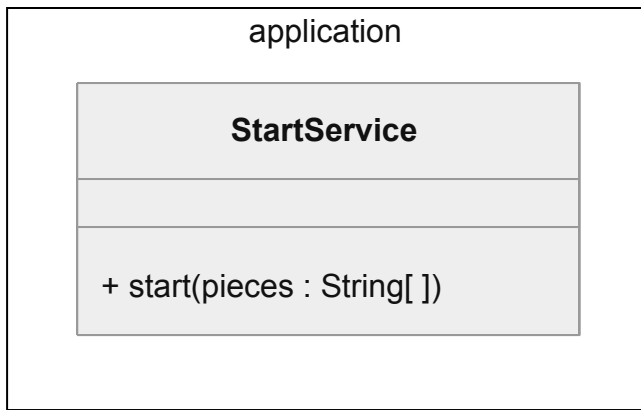 application
StartService
+ start(pieces : String[ ])